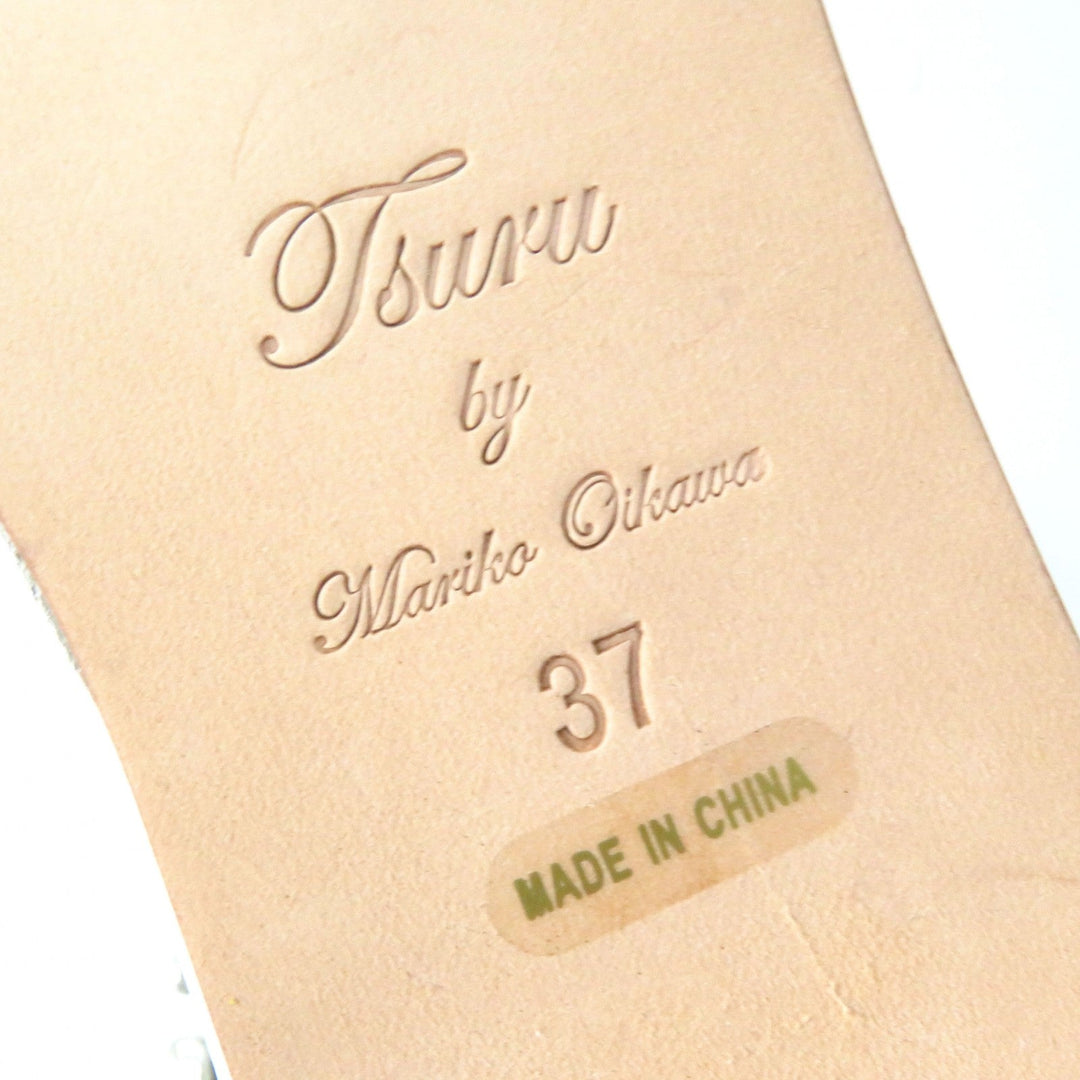 Tsuru
by
Mariko Oikawa
37
MADE IN CHINA